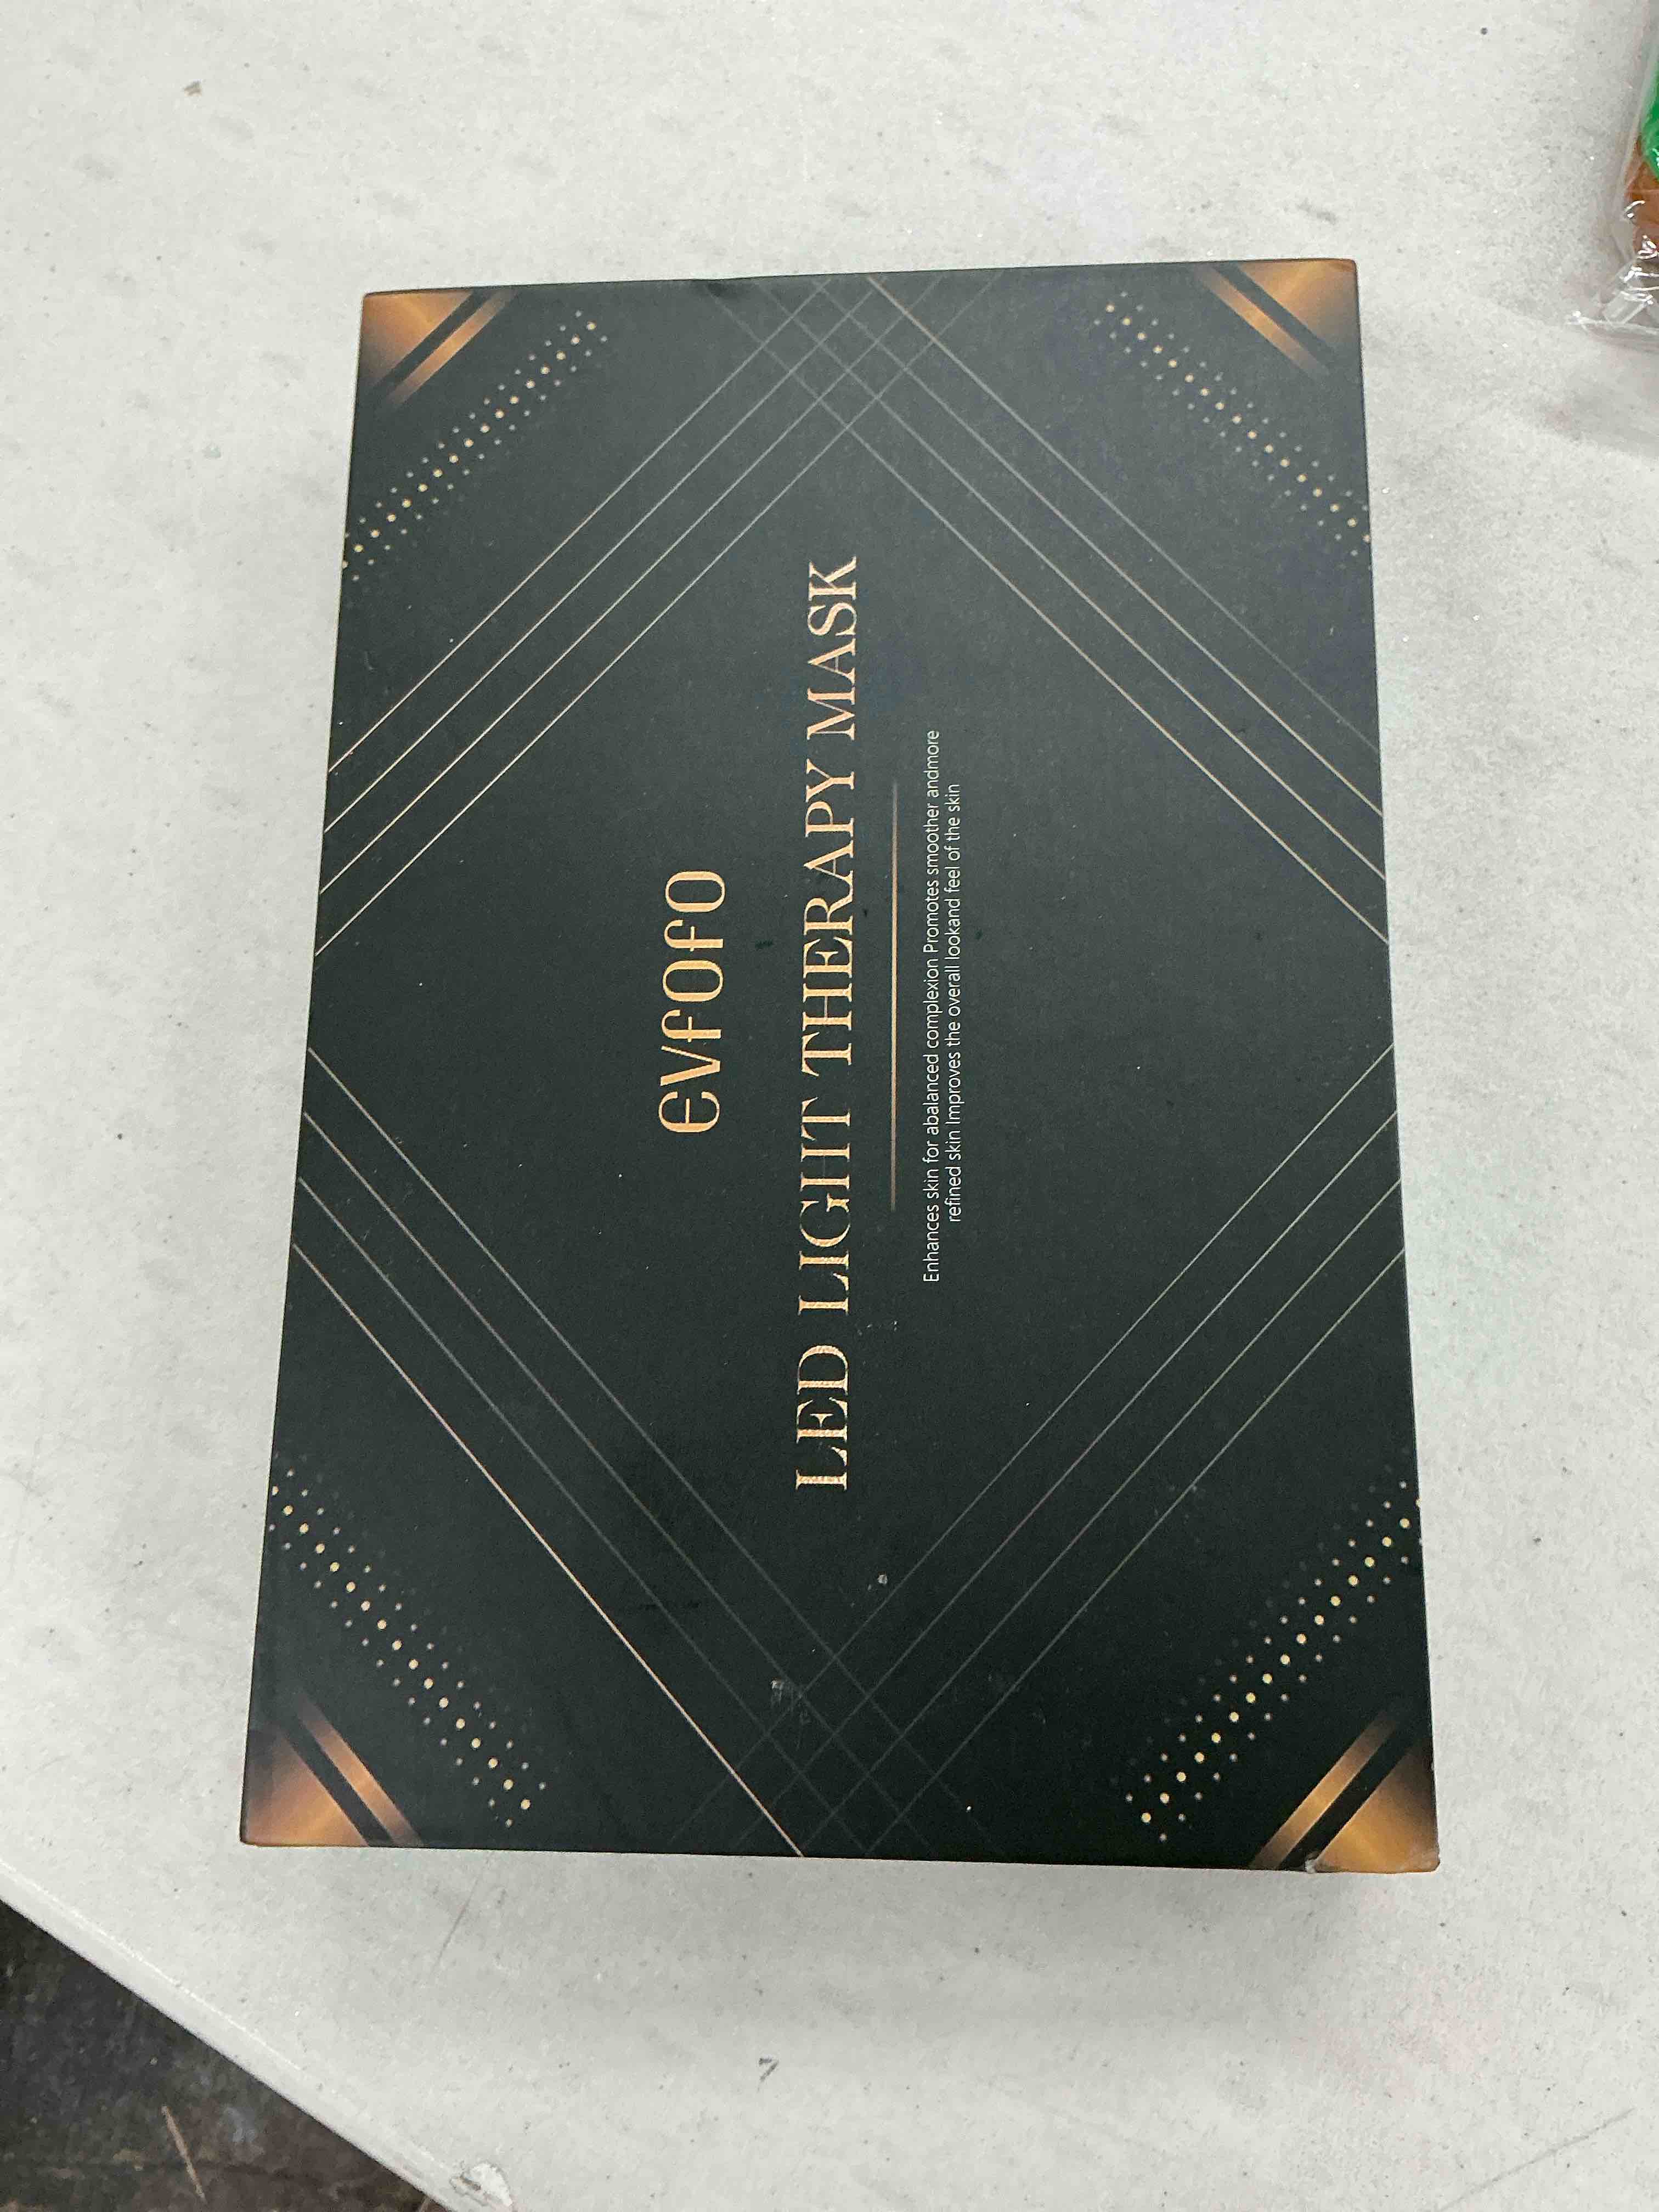 evfofo
LED LIGHT THERAPY MASK
Enhances skin for abalanced complexion Promotes smoother andmore
refined skin Improves the overall lookand feel of the skin